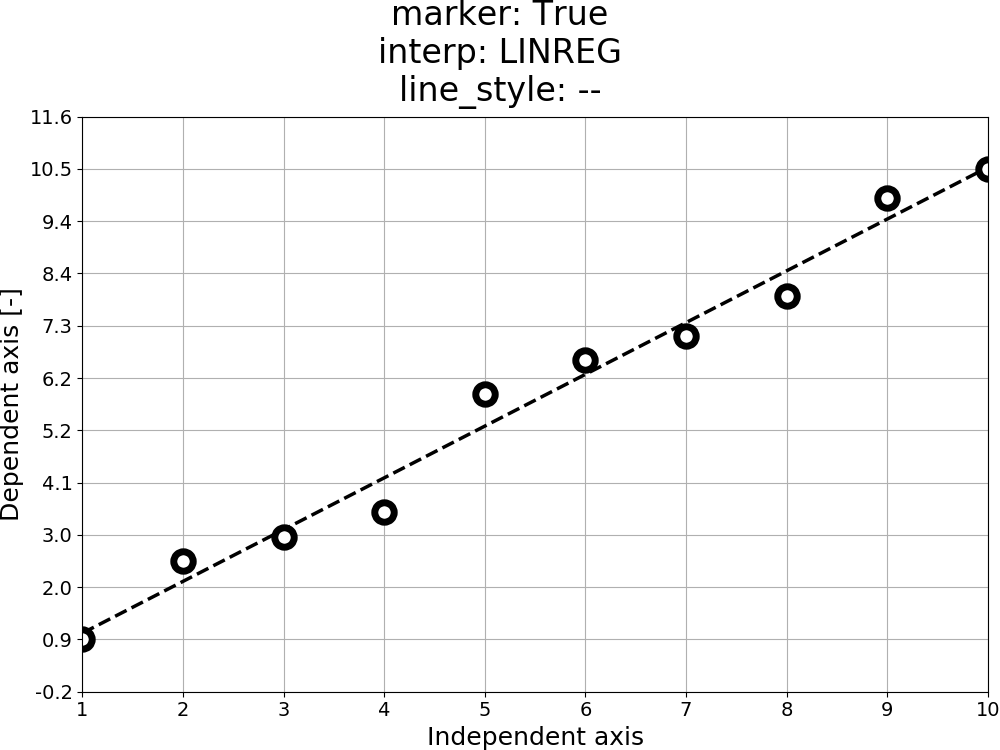 marker: True
interp: LINREG
line_style: --
11.6
10.5
9.4
8.4
7.3
6.2
5.2
4.1
3.0
2.0
0.9
-0.2
Dependent axis [-]
1 2 3 4 5 6 7 8 9 10
Independent axis